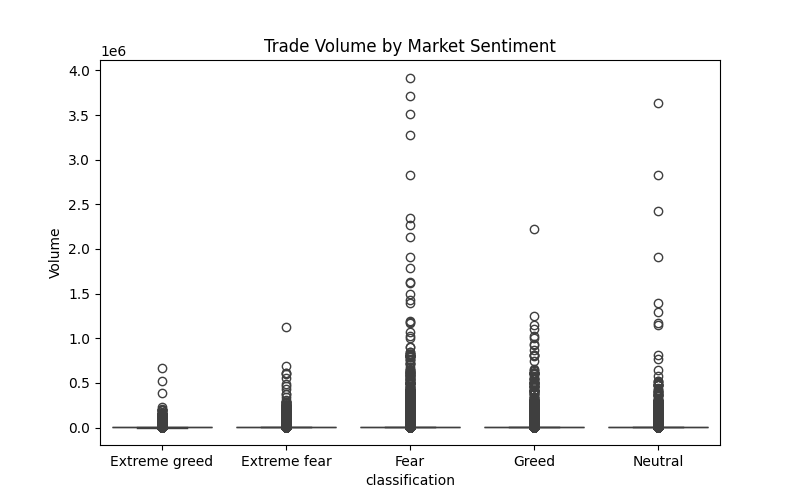 Trade Volume by Market Sentiment
1e6
4.0
3.5
3.0
2.5
2.0
1.5
1.0
0.5
0.0
Volume
Extreme greed Extreme fear Fear Greed Neutral
classification